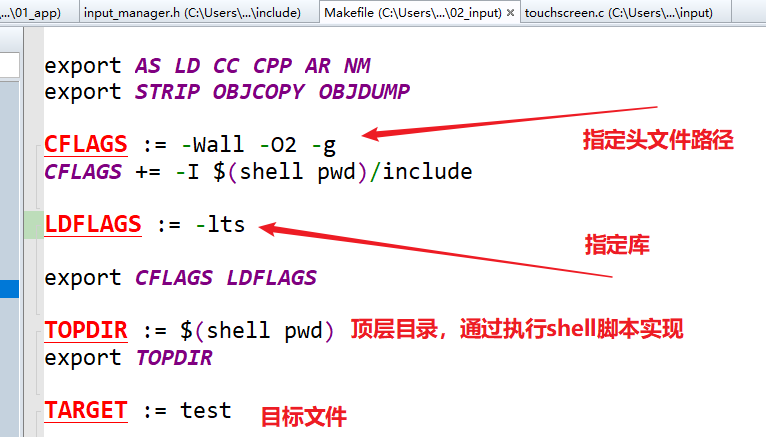 ...\01_app)
input_manager.h (C:\Users\...\include)
Makefile (C:\Users\...\02_input)
touchscreen.c (C:\Users\...\input)
export AS LD CC CPP AR NM
export STRIP OBJCOPY OBJDUMP
CFLAGS := -Wall -O2 -g
指定头文件路径
CFLAGS += -I $(shell pwd)/include
LDFLAGS := -lts
指定库
export CFLAGS LDFLAGS
TOPDIR := $(shell pwd)
顶层目录，通过执行shell脚本实现
export TOPDIR
TARGET := test
目标文件